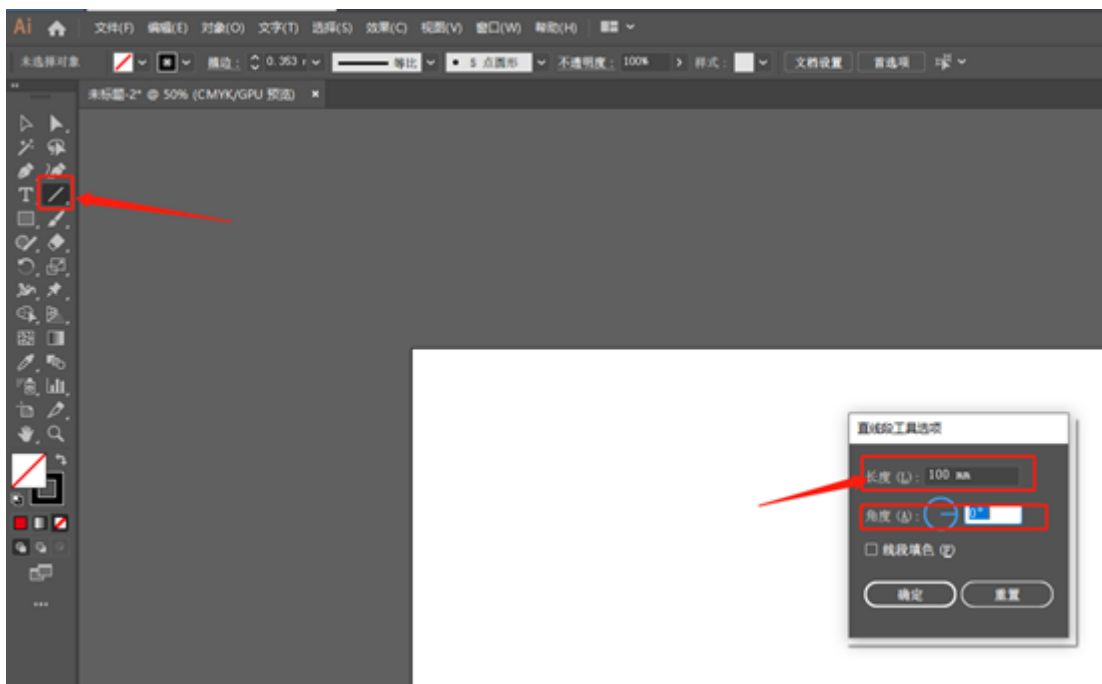 Ai 文件(F) 编辑(E) 对象(O) 文字(T) 选择(S) 效果(C) 视图(V) 窗口(W) 帮助(H)
未选择对象 描边: 0.353 等比 5 点圆形 不透明度: 100% 样式: 文档设置 首选项
未标题-2* @ 50% (CMYK/GPU 预览) ×
直线段工具选项
长度 (L): 100 mm
角度 (A): 0°
线段填色 (F)
确定 重置